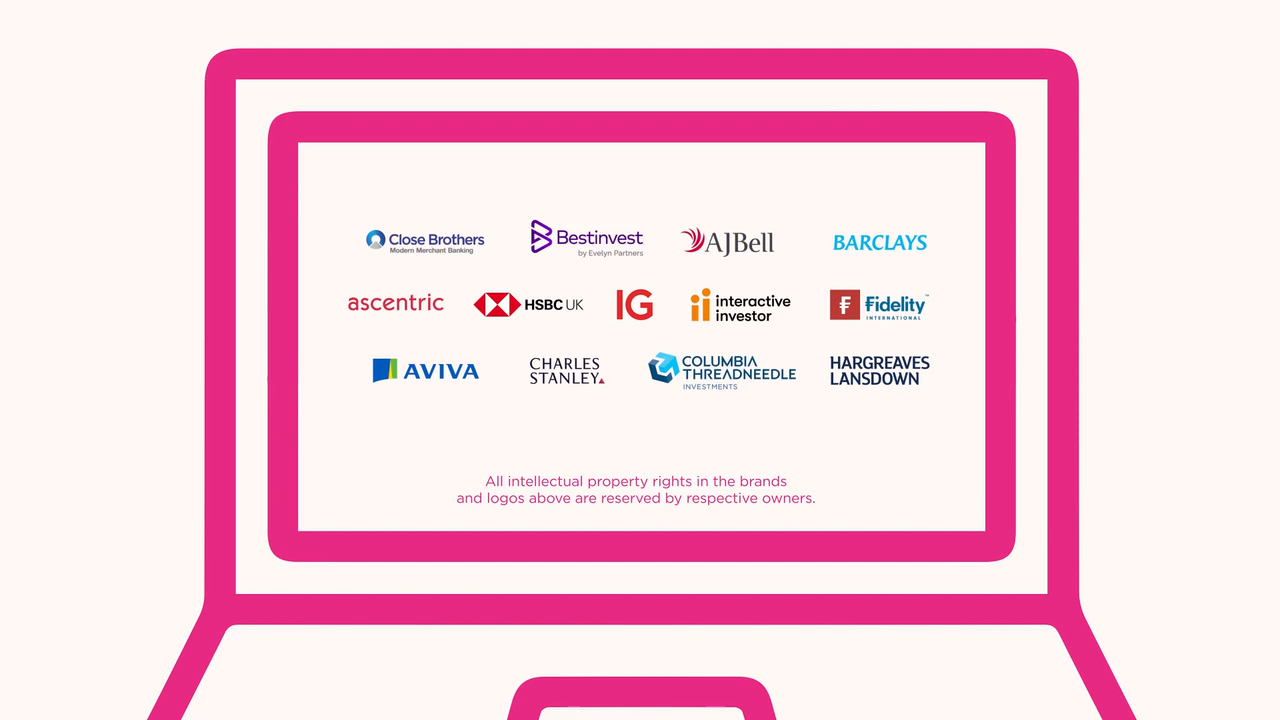 Close Brothers
Modern Merchant Banking
Bestinvest
by Evelyn Partners
AJBell
BARCLAYS
ascentric
HSBC UK
IG
interactive
investor
Fidelity™
INTERNATIONAL
AVIVA
CHARLES
STANLEY
COLUMBIA
THREADNEEDLE
INVESTMENTS
HARGREAVES
LANSDOWN
All intellectual property rights in the brands
and logos above are reserved by respective owners.